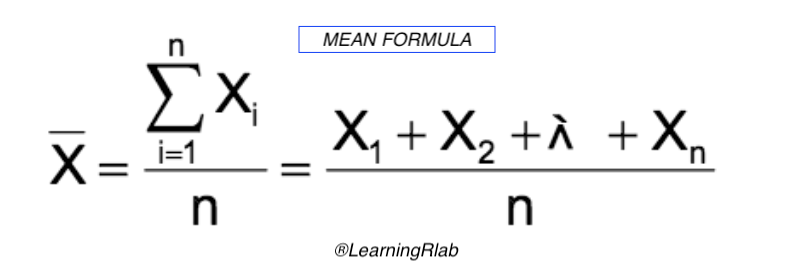 MEAN FORMULA
X̅ = ∑ i=1 n Xi / n = X1 + X2 + λ̀ + Xn / n
®LearningRlab